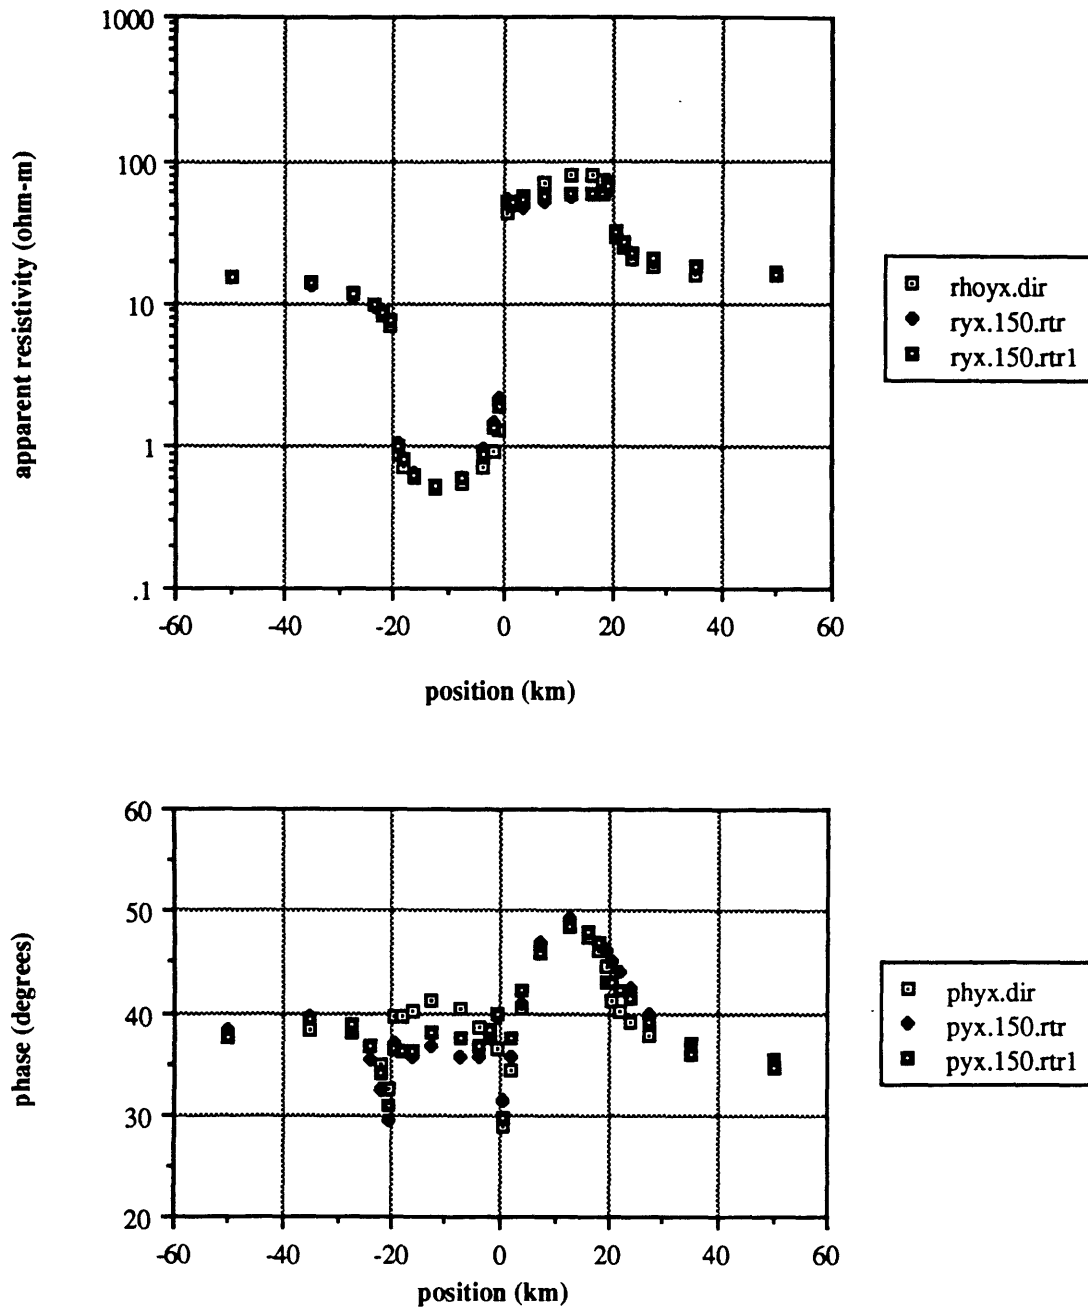 1000
100
10
1
.1
apparent resistivity (ohm-m)
-60 -40 -20 0 20 40 60
position (km)
rhoyx.dir
ryx.150.rtr
ryx.150.rtr1
60
50
40
30
20
phase (degrees)
-60 -40 -20 0 20 40 60
position (km)
phyx.dir
pyx.150.rtr
pyx.150.rtr1